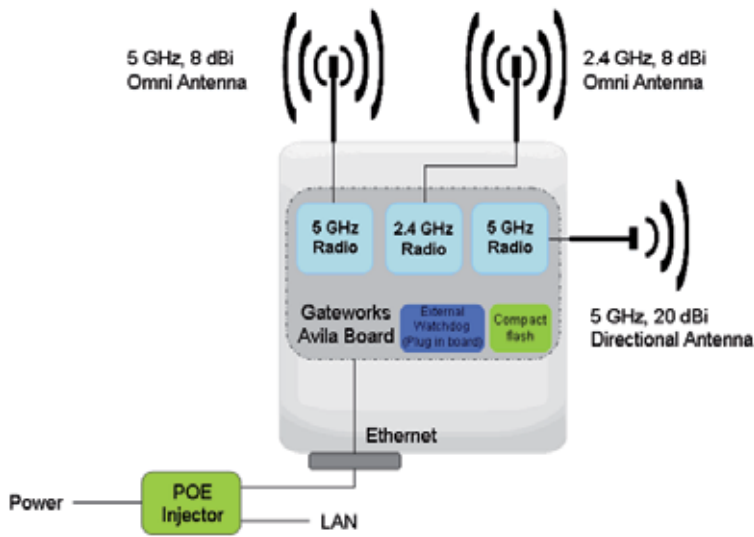 5 GHz, 8 dBi
Omni Antenna
2.4 GHz, 8 dBi
Omni Antenna
5 GHz
Radio
2.4 GHz
Radio
5 GHz
Radio
Gateworks
Avila Board
External
Watchdog
(Plug in board)
Compact
flash
5 GHz, 20 dBi
Directional Antenna
Ethernet
Power
POE
Injector
LAN